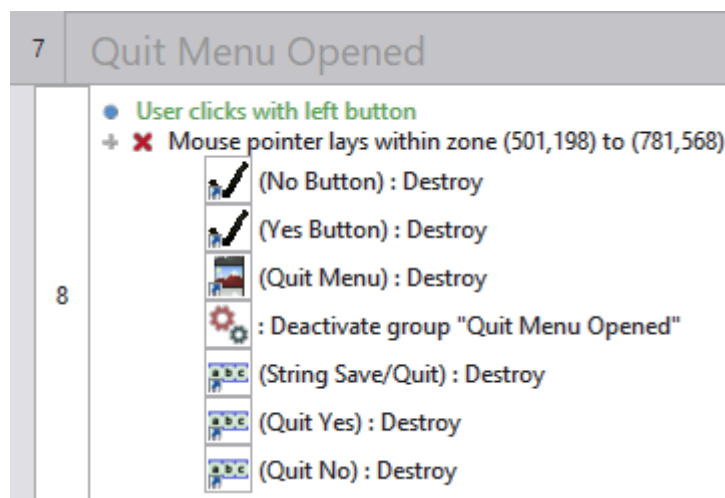 7 Quit Menu Opened
User clicks with left button
Mouse pointer lays within zone (501,198) to (781,568)
(No Button) : Destroy
(Yes Button) : Destroy
(Quit Menu) : Destroy
8
: Deactivate group "Quit Menu Opened"
(String Save/Quit) : Destroy
(Quit Yes) : Destroy
(Quit No) : Destroy